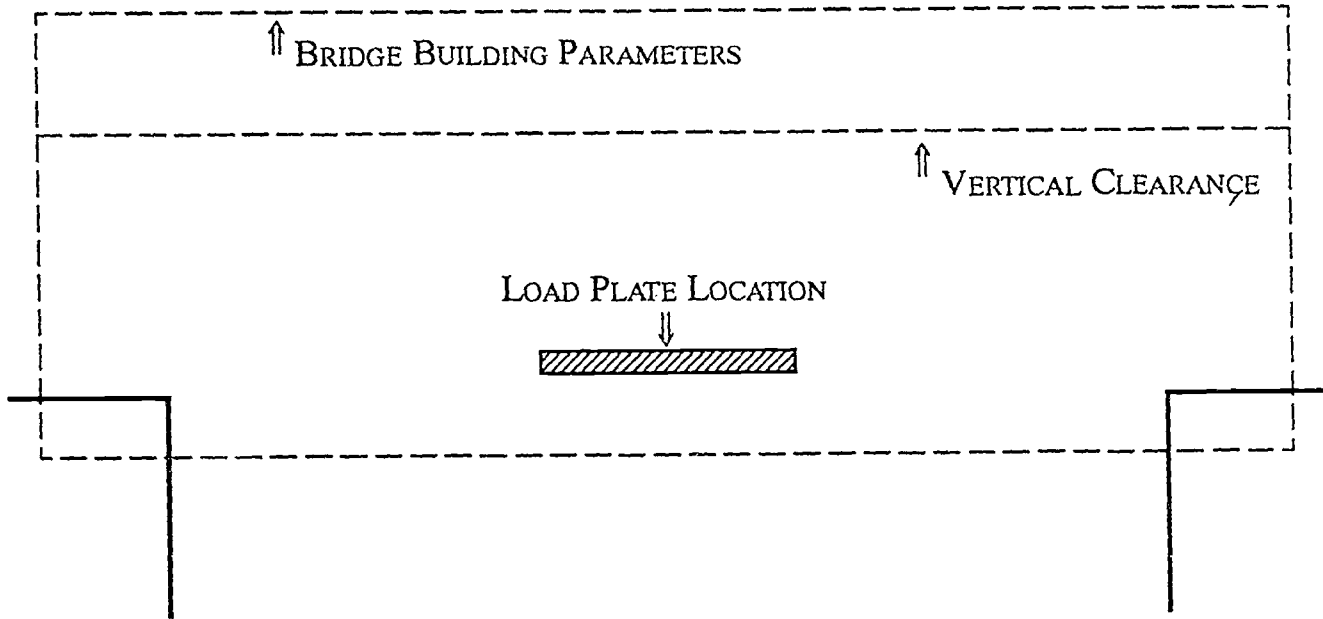 BRIDGE BUILDING PARAMETERS
VERTICAL CLEARANCE
LOAD PLATE LOCATION